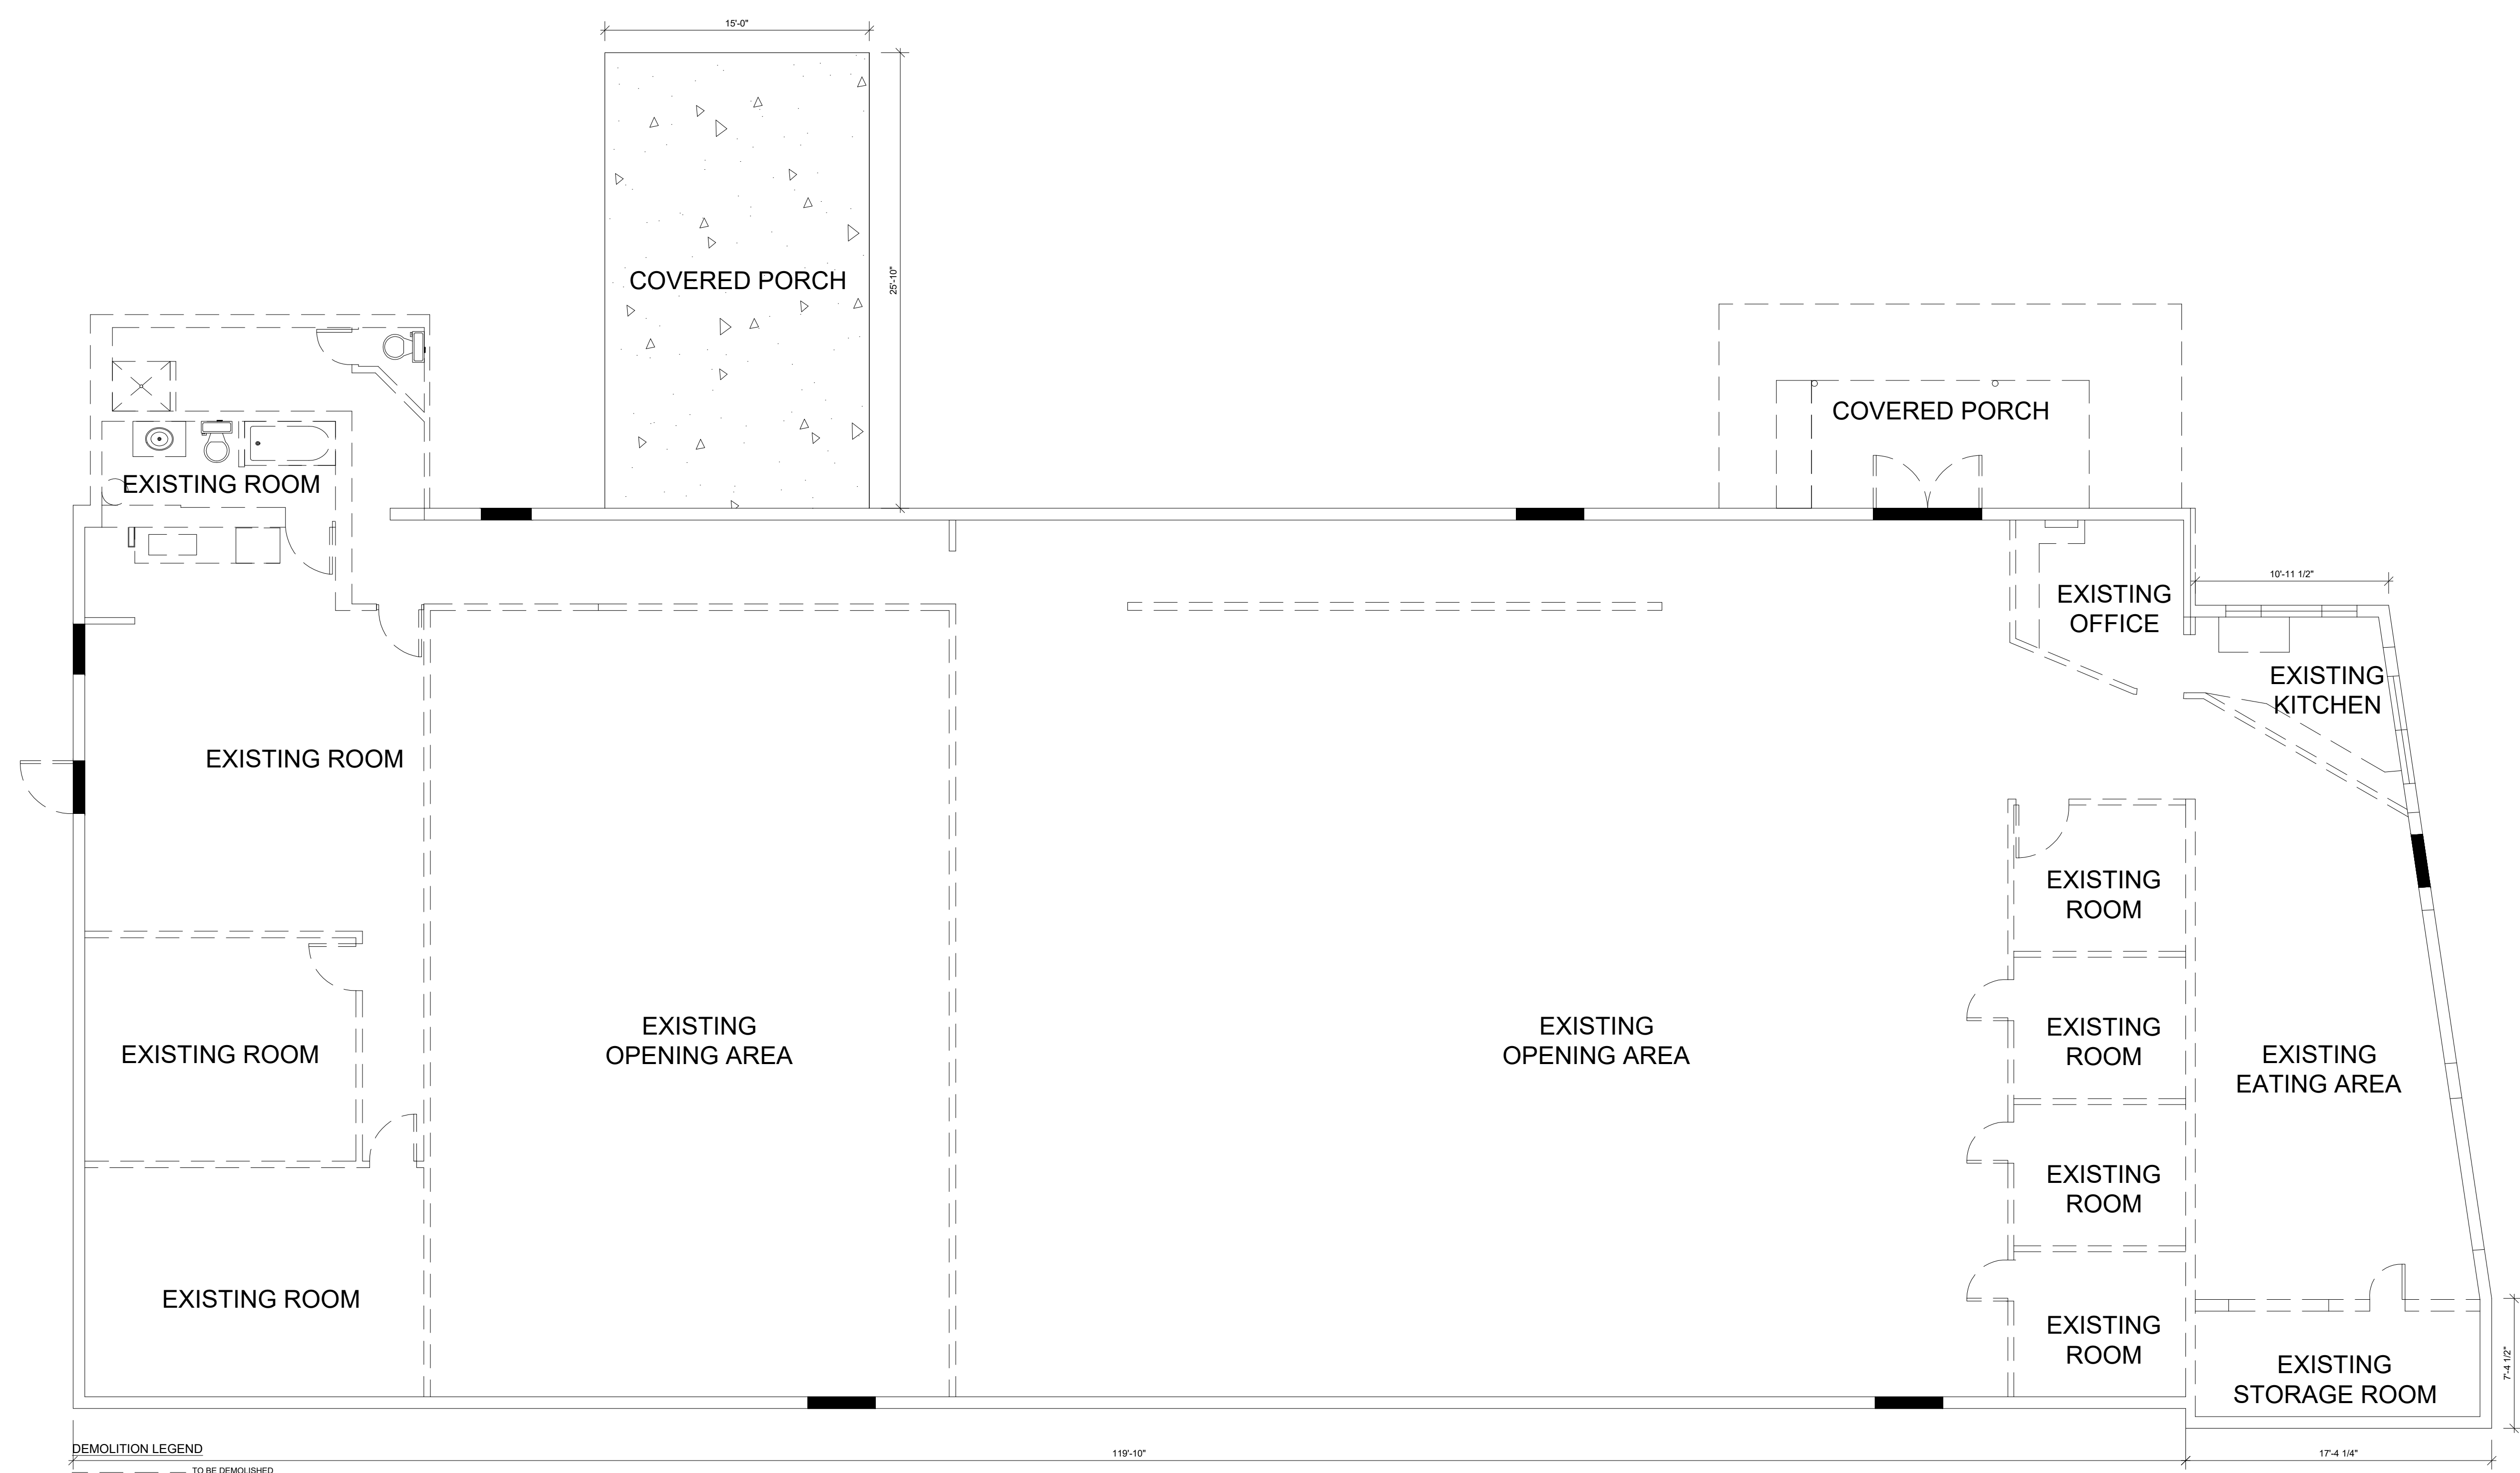 15'-0"
25'-10"
COVERED PORCH
COVERED PORCH
EXISTING ROOM
10'-11 1/2"
EXISTING
OFFICE
EXISTING
KITCHEN
EXISTING ROOM
EXISTING
ROOM
EXISTING
OPENING AREA
EXISTING
OPENING AREA
EXISTING
ROOM
EXISTING ROOM
EXISTING
EATING AREA
EXISTING
ROOM
EXISTING ROOM
EXISTING
ROOM
EXISTING
STORAGE ROOM
7'-4 1/2"
DEMOLITION LEGEND
119'-10"
17'-4 1/4"
TO BE DEMOLISHED